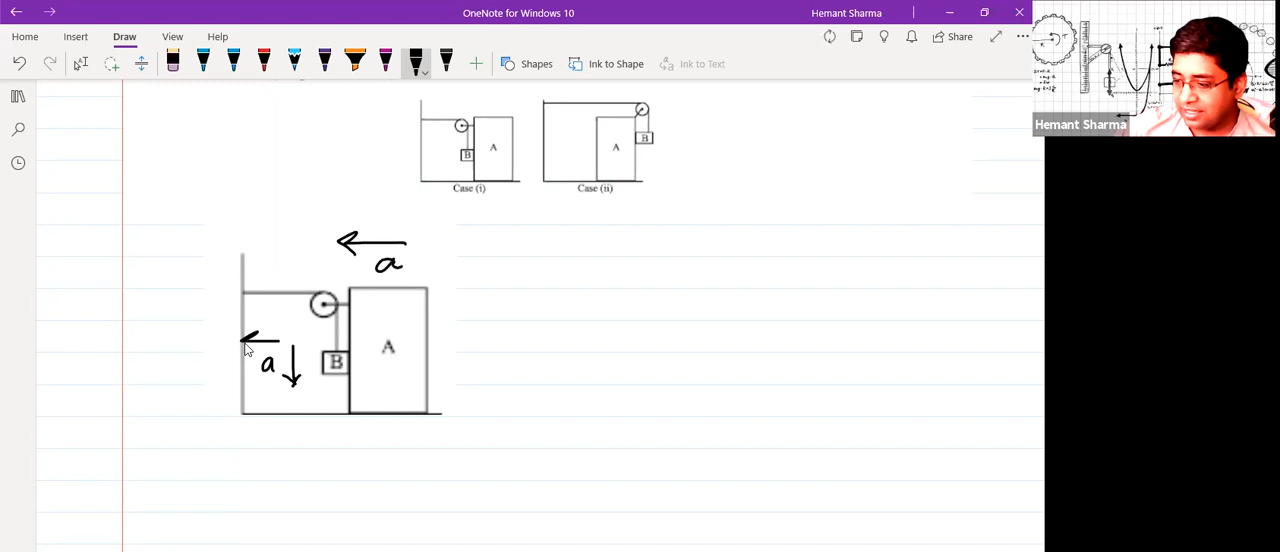 OneNote for Windows 10
Hemant Sharma
Home Insert Draw View Help
Share
Shapes
Ink to Shape
Ink to Text
Hemant Sharma
A
B
Case (i)
A
B
Case (ii)
a
A
B
a